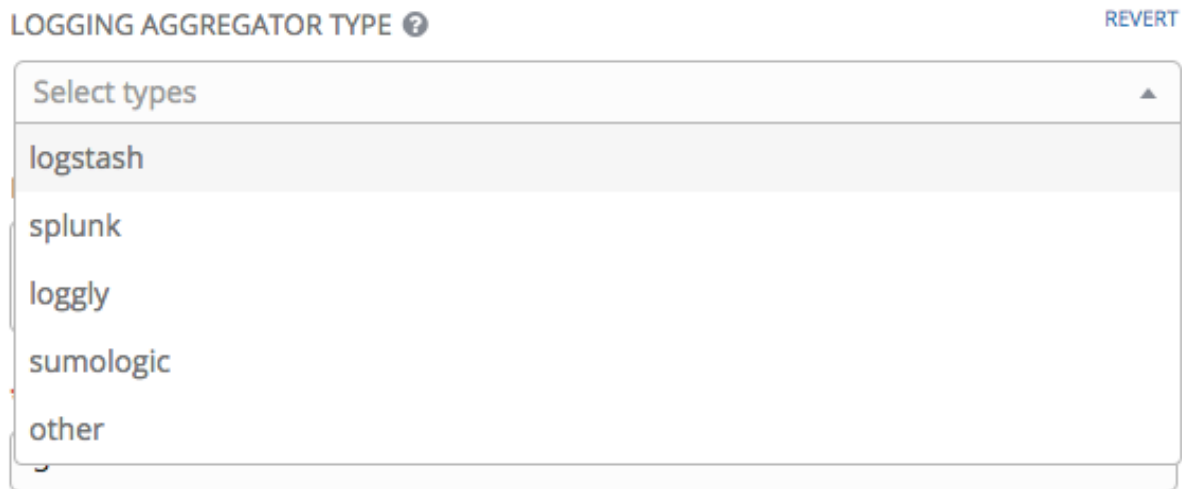 LOGGING AGGREGATOR TYPE ?
REVERT
Select types
logstash
splunk
loggly
sumologic
other